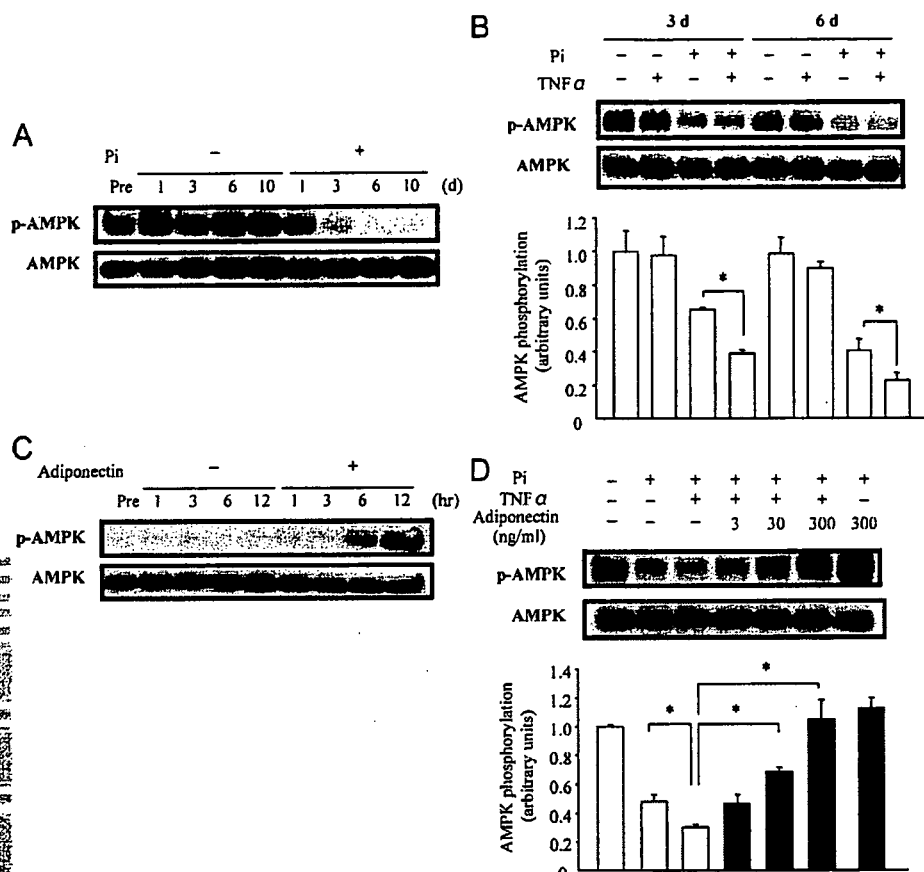 A
Pi − +
Pre 1 3 6 10 1 3 6 10 (d)
p-AMPK
AMPK
B
3 d 6 d
Pi − − + + − − + +
TNFα − + − + − + − +
p-AMPK
AMPK
AMPK phosphorylation
(arbitrary units)
1.2
1.0
0.8
0.6
0.4
0.2
0
* *
C
Adiponectin − +
Pre 1 3 6 12 1 3 6 12 (hr)
p-AMPK
AMPK
D
Pi − + + + + + +
TNFα − − + + + + −
Adiponectin − − − 3 30 300 300
(ng/ml)
p-AMPK
AMPK
AMPK phosphorylation
(arbitrary units)
1.4
1.2
1.0
0.8
0.6
0.4
0.2
0
* * *